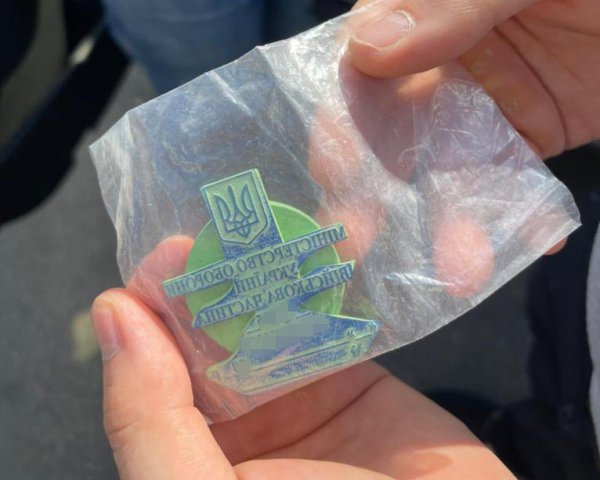 МІНІСТЕРСТВО ОБОРОНИ
УКРАЇНИ
ВІЙСЬКОВА ЧАСТИНА